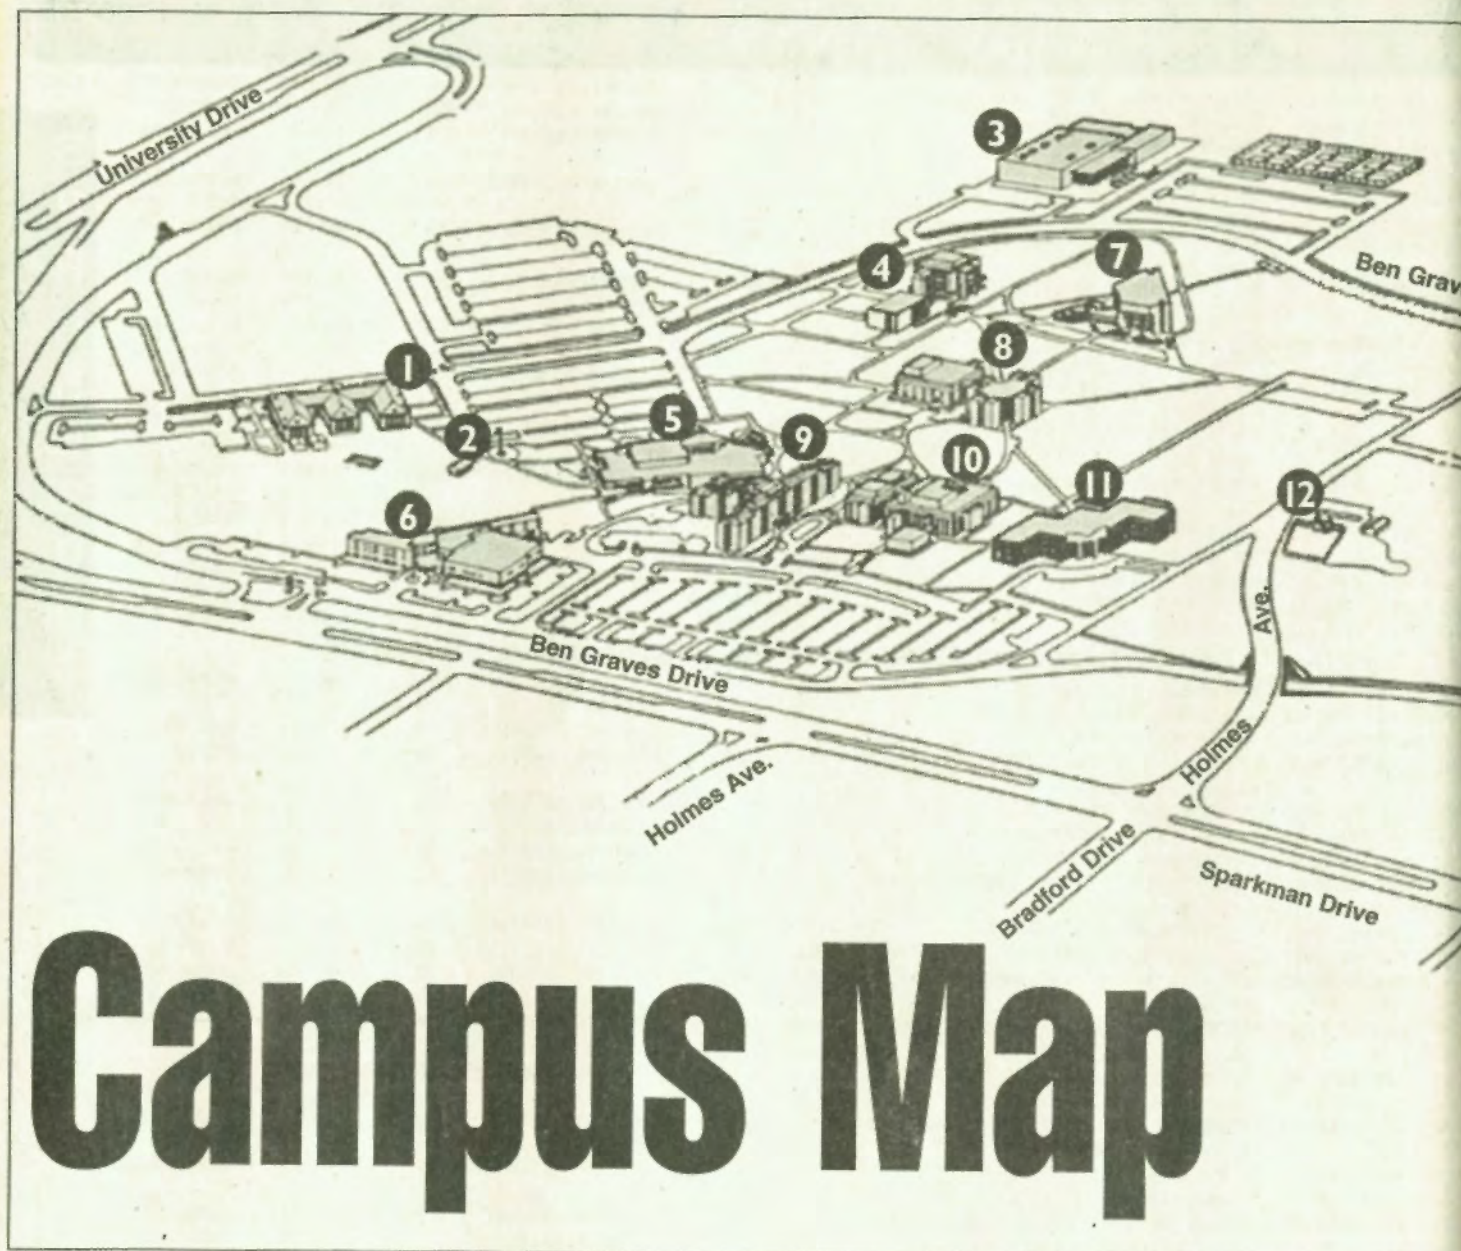 University Drive
3
Ben Grav
4
7
8
1
2
5
9
10
11
12
6
Ben Graves Drive
Ave.
Holmes
Holmes Ave.
Bradford Drive
Sparkman Drive
Campus Map